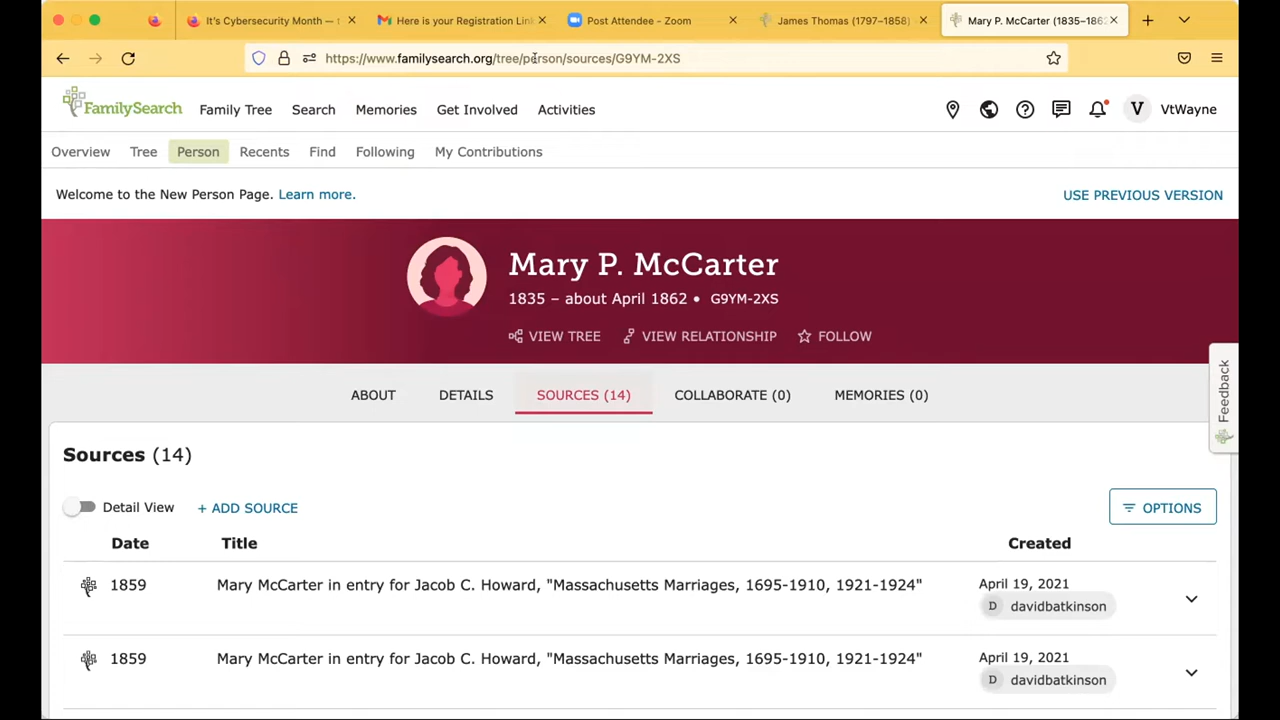 It's Cybersecurity Month —
Here is your Registration Link
Post Attendee - Zoom
James Thomas (1797–1858)
Mary P. McCarter (1835–1862
https://www.familysearch.org/tree/person/sources/G9YM-2XS
FamilySearch Family Tree Search Memories Get Involved Activities V VtWayne
Overview Tree Person Recents Find Following My Contributions
Welcome to the New Person Page. Learn more. USE PREVIOUS VERSION
Mary P. McCarter
1835 – about April 1862 • G9YM-2XS
VIEW TREE VIEW RELATIONSHIP FOLLOW
Feedback
ABOUT DETAILS SOURCES (14) COLLABORATE (0) MEMORIES (0)
Sources (14)
Detail View + ADD SOURCE OPTIONS
Date Title Created
1859 Mary McCarter in entry for Jacob C. Howard, "Massachusetts Marriages, 1695-1910, 1921-1924" April 19, 2021
D davidbatkinson
1859 Mary McCarter in entry for Jacob C. Howard, "Massachusetts Marriages, 1695-1910, 1921-1924" April 19, 2021
D davidbatkinson